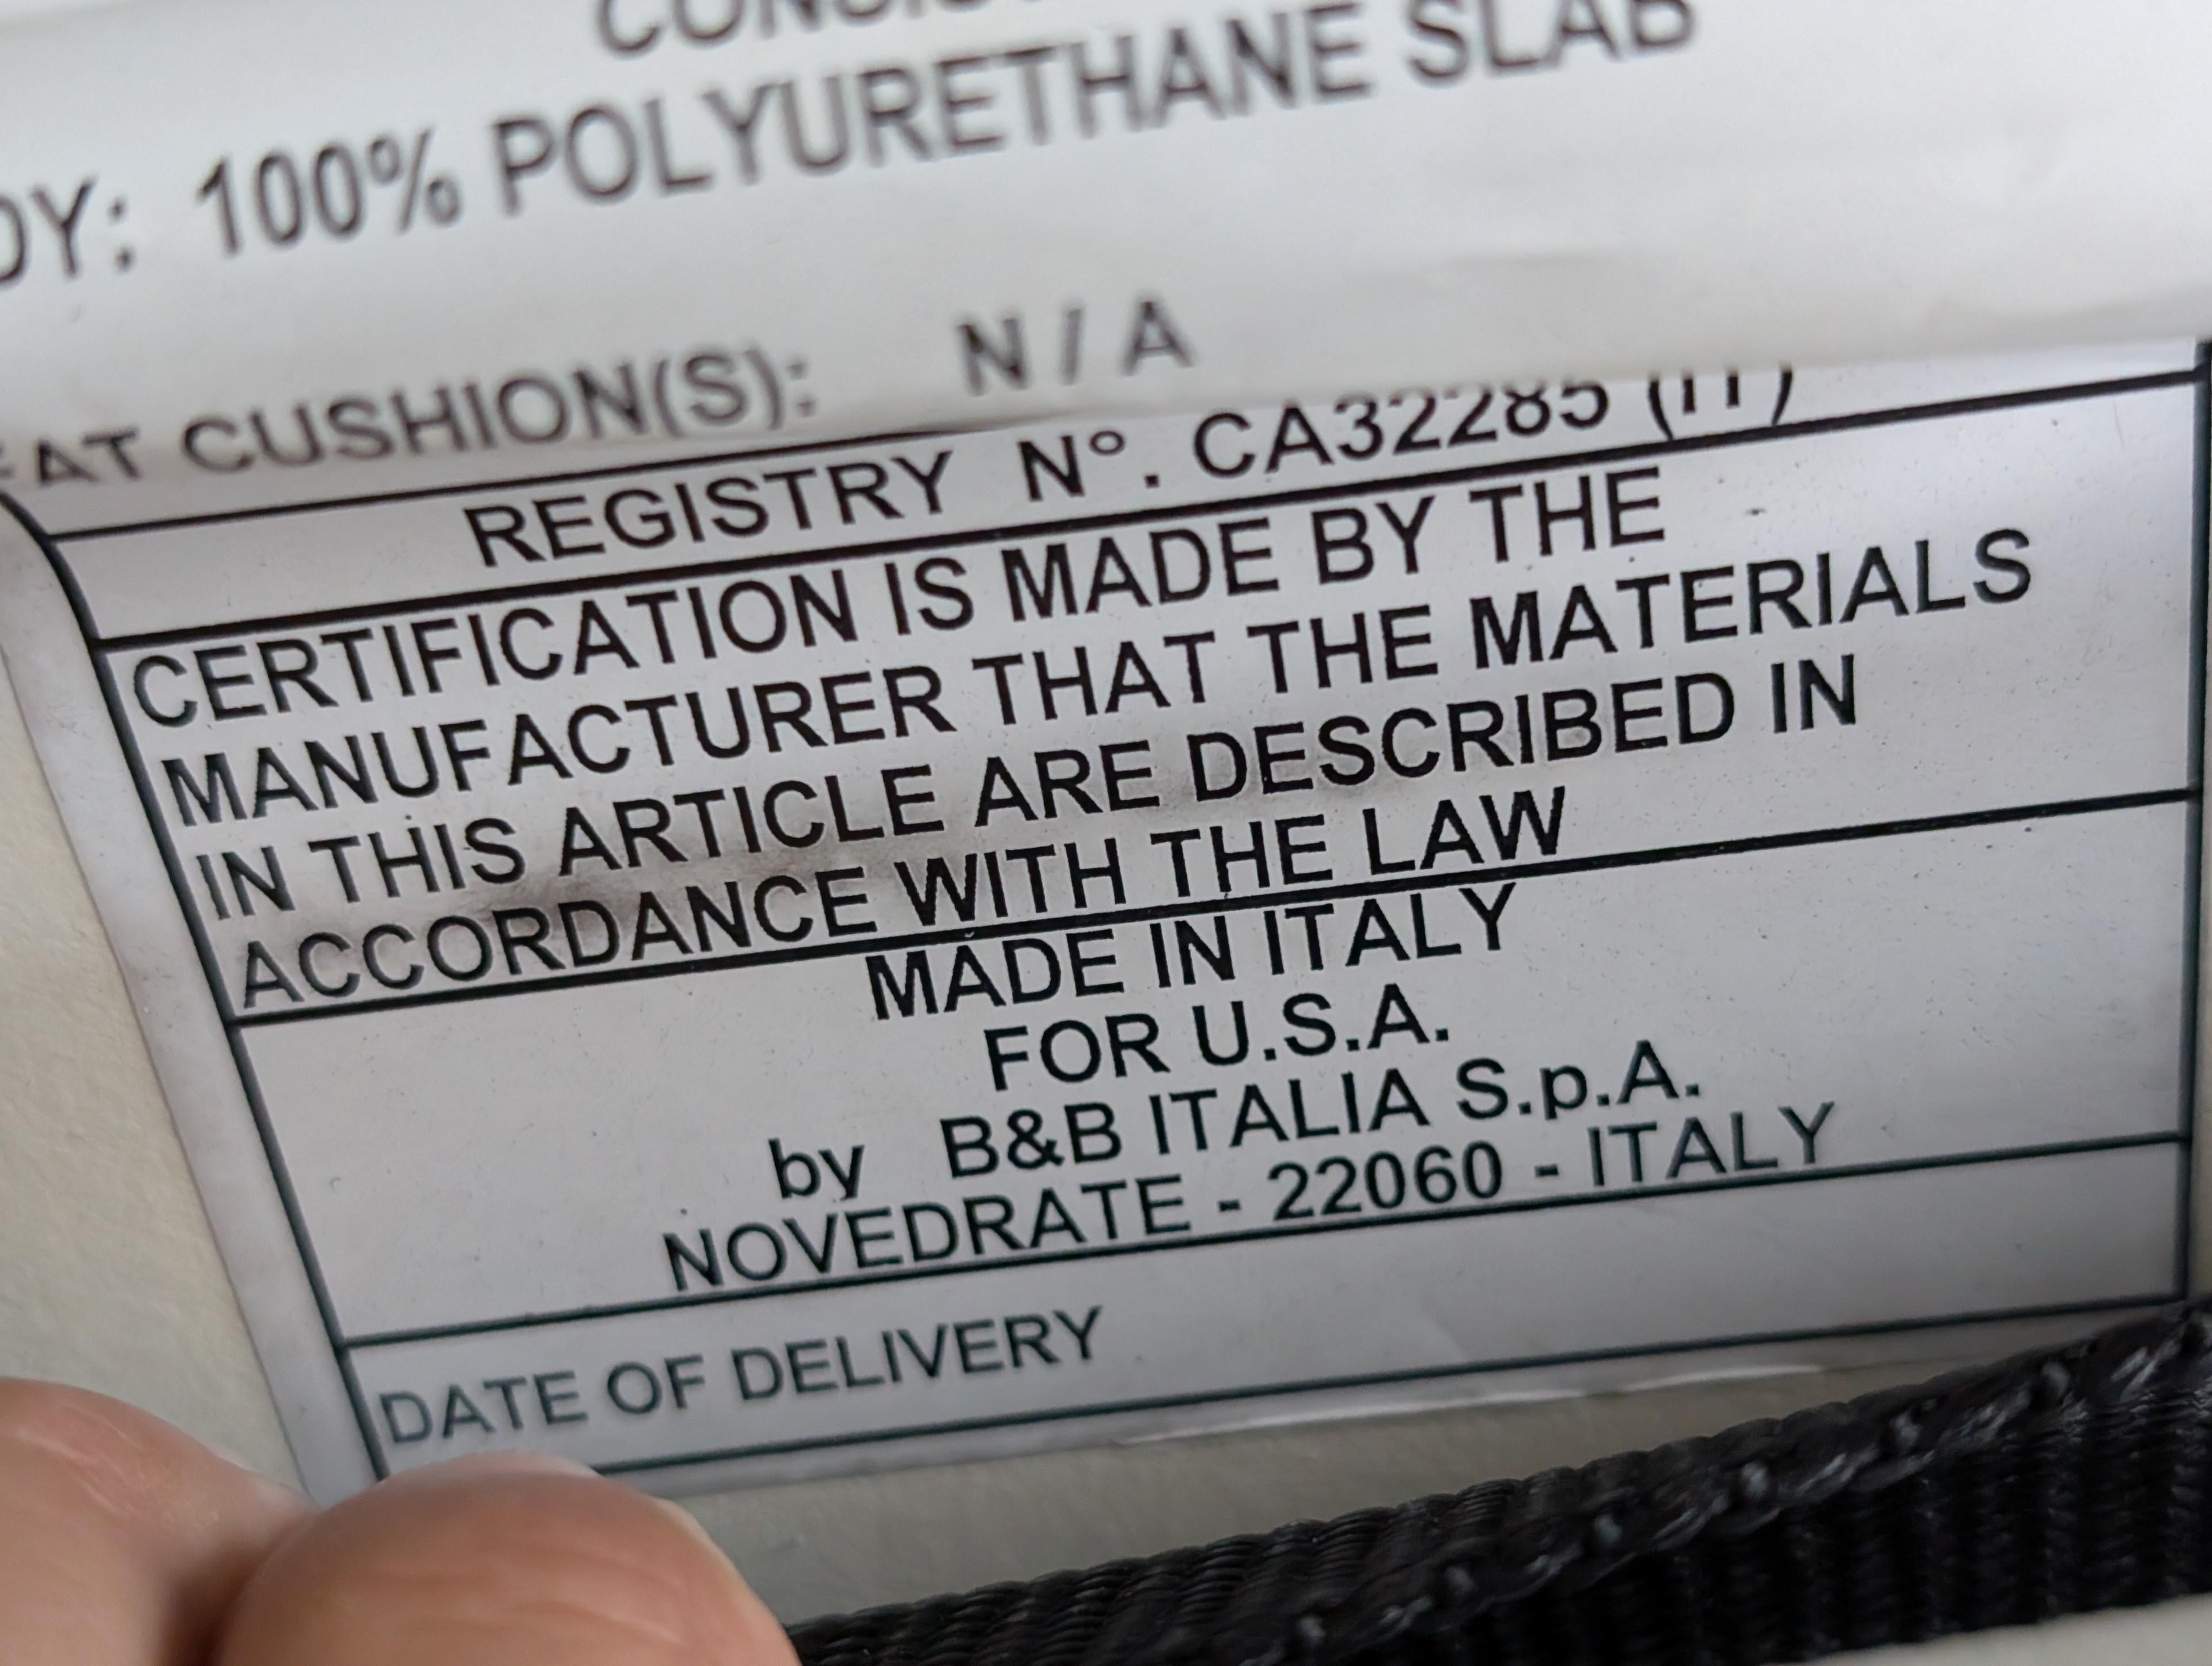 100% POLYURETHANE SLAB
CUSHION(S): N / A
REGISTRY N°. CA32285 (IT)
CERTIFICATION IS MADE BY THE
MANUFACTURER THAT THE MATERIALS
IN THIS ARTICLE ARE DESCRIBED IN
ACCORDANCE WITH THE LAW
MADE IN ITALY
FOR U.S.A.
by B&B ITALIA S.p.A.
NOVEDRATE - 22060 - ITALY
DATE OF DELIVERY